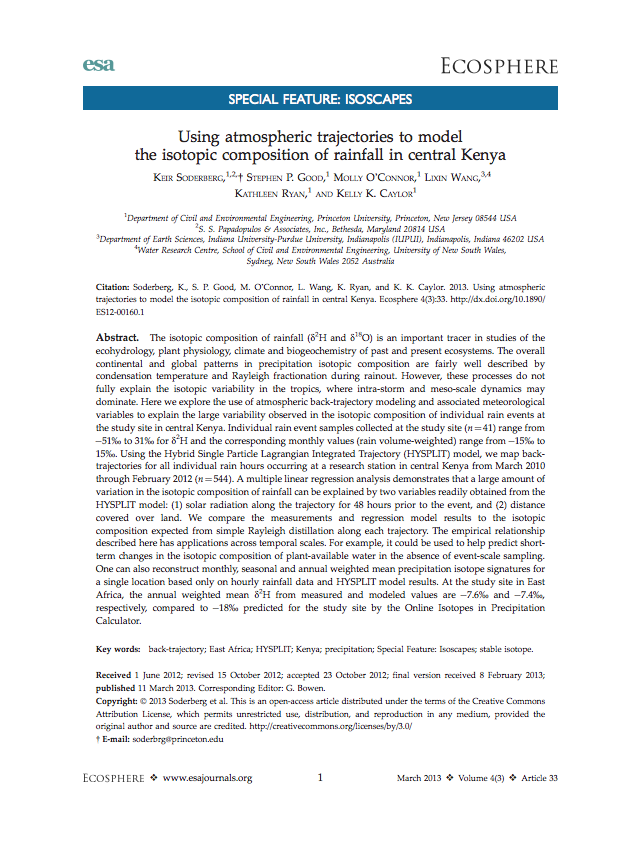 esa
ECOSPHERE
SPECIAL FEATURE: ISOSCAPES
Using atmospheric trajectories to model
the isotopic composition of rainfall in central Kenya
KEIR SODERBERG,1,2,† STEPHEN P. GOOD,1 MOLLY O'CONNOR,1 LIXIN WANG,3,4
KATHLEEN RYAN,1 AND KELLY K. CAYLOR1
1Department of Civil and Environmental Engineering, Princeton University, Princeton, New Jersey 08544 USA
2S. S. Papadopulos & Associates, Inc., Bethesda, Maryland 20814 USA
3Department of Earth Sciences, Indiana University-Purdue University, Indianapolis (IUPUI), Indianapolis, Indiana 46202 USA
4Water Research Centre, School of Civil and Environmental Engineering, University of New South Wales,
Sydney, New South Wales 2052 Australia
Citation: Soderberg, K., S. P. Good, M. O'Connor, L. Wang, K. Ryan, and K. K. Caylor. 2013. Using atmospheric
trajectories to model the isotopic composition of rainfall in central Kenya. Ecosphere 4(3):33. http://dx.doi.org/10.1890/
ES12-00160.1
Abstract. The isotopic composition of rainfall (δ2H and δ18O) is an important tracer in studies of the
ecohydrology, plant physiology, climate and biogeochemistry of past and present ecosystems. The overall
continental and global patterns in precipitation isotopic composition are fairly well described by
condensation temperature and Rayleigh fractionation during rainout. However, these processes do not
fully explain the isotopic variability in the tropics, where intra-storm and meso-scale dynamics may
dominate. Here we explore the use of atmospheric back-trajectory modeling and associated meteorological
variables to explain the large variability observed in the isotopic composition of individual rain events at
the study site in central Kenya. Individual rain event samples collected at the study site (n = 41) range from
−51‰ to 31‰ for δ2H and the corresponding monthly values (rain volume-weighted) range from −15‰ to
15‰. Using the Hybrid Single Particle Lagrangian Integrated Trajectory (HYSPLIT) model, we map back-
trajectories for all individual rain hours occurring at a research station in central Kenya from March 2010
through February 2012 (n = 544). A multiple linear regression analysis demonstrates that a large amount of
variation in the isotopic composition of rainfall can be explained by two variables readily obtained from the
HYSPLIT model: (1) solar radiation along the trajectory for 48 hours prior to the event, and (2) distance
covered over land. We compare the measurements and regression model results to the isotopic
composition expected from simple Rayleigh distillation along each trajectory. The empirical relationship
described here has applications across temporal scales. For example, it could be used to help predict short-
term changes in the isotopic composition of plant-available water in the absence of event-scale sampling.
One can also reconstruct monthly, seasonal and annual weighted mean precipitation isotope signatures for
a single location based only on hourly rainfall data and HYSPLIT model results. At the study site in East
Africa, the annual weighted mean δ2H from measured and modeled values are −7.6‰ and −7.4‰,
respectively, compared to −18‰ predicted for the study site by the Online Isotopes in Precipitation
Calculator.
Key words: back-trajectory; East Africa; HYSPLIT; Kenya; precipitation; Special Feature: Isoscapes; stable isotope.
Received 1 June 2012; revised 15 October 2012; accepted 23 October 2012; final version received 8 February 2013;
published 11 March 2013. Corresponding Editor: G. Bowen.
Copyright: © 2013 Soderberg et al. This is an open-access article distributed under the terms of the Creative Commons
Attribution License, which permits unrestricted use, distribution, and reproduction in any medium, provided the
original author and source are credited. http://creativecommons.org/licenses/by/3.0/
† E-mail: soderbrg@princeton.edu
ECOSPHERE ❖ www.esajournals.org 1 March 2013 ❖ Volume 4(3) ❖ Article 33